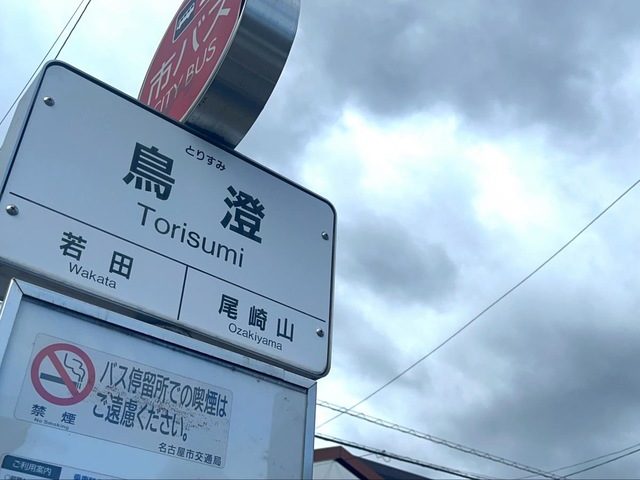 市バス
CITY BUS
とりすみ
鳥澄
Torisumi
若田
Wakata
尾崎山
Ozakiyama
バス停留所での喫煙は
ご遠慮ください。
禁煙
No Smoking
名古屋市交通局
ご利用案内